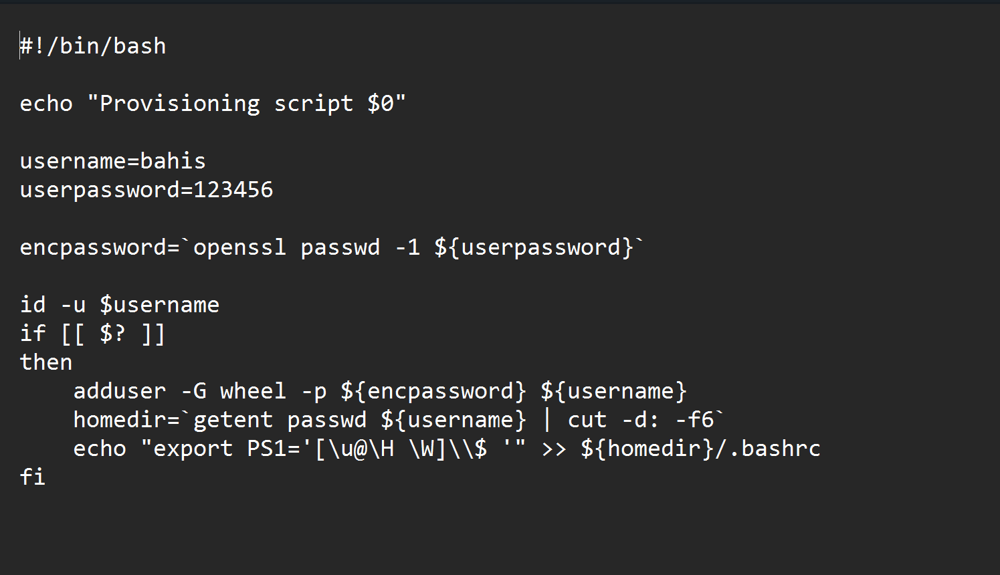 #!/bin/bash
echo "Provisioning script $0"
username=bahis
userpassword=123456
encpassword=`openssl passwd -1 ${userpassword}`
id -u $username
if [[ $? ]]
then
    adduser -G wheel -p ${encpassword} ${username}
    homedir=`getent passwd ${username} | cut -d: -f6`
    echo "export PS1='[\u@\H \W]\\$ '" >> ${homedir}/.bashrc
fi